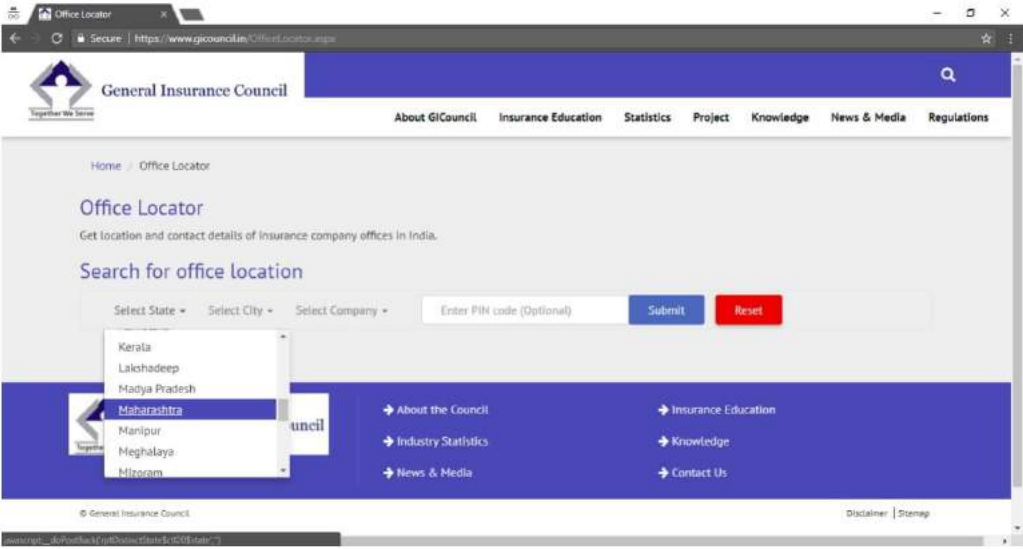 Office Locator
Secure | https://www.gicouncil.in/OfficeLocator.aspx
General Insurance Council
Together We Serve
About GICouncil Insurance Education Statistics Project Knowledge News & Media Regulations
Home / Office Locator
Office Locator
Get location and contact details of insurance company offices in India.
Search for office location
Select State Select City Select Company Enter PIN code (Optional) Submit Reset
Kerala
Lakshadeep
Madya Pradesh
Maharashtra
Manipur
Meghalaya
Mizoram
uncil
About the Council Insurance Education
Industry Statistics Knowledge
News & Media Contact Us
© General Insurance Council Disclaimer | Sitemap